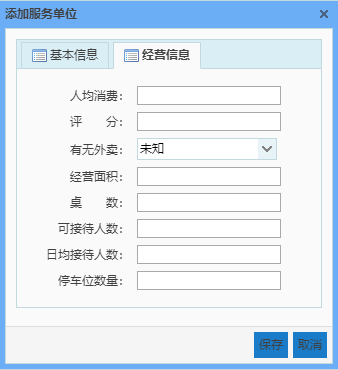 添加服务单位
基本信息 经营信息
人均消费：
评 分：
有无外卖： 未知
经营面积：
桌 数：
可接待人数：
日均接待人数：
停车位数量：
保存 取消